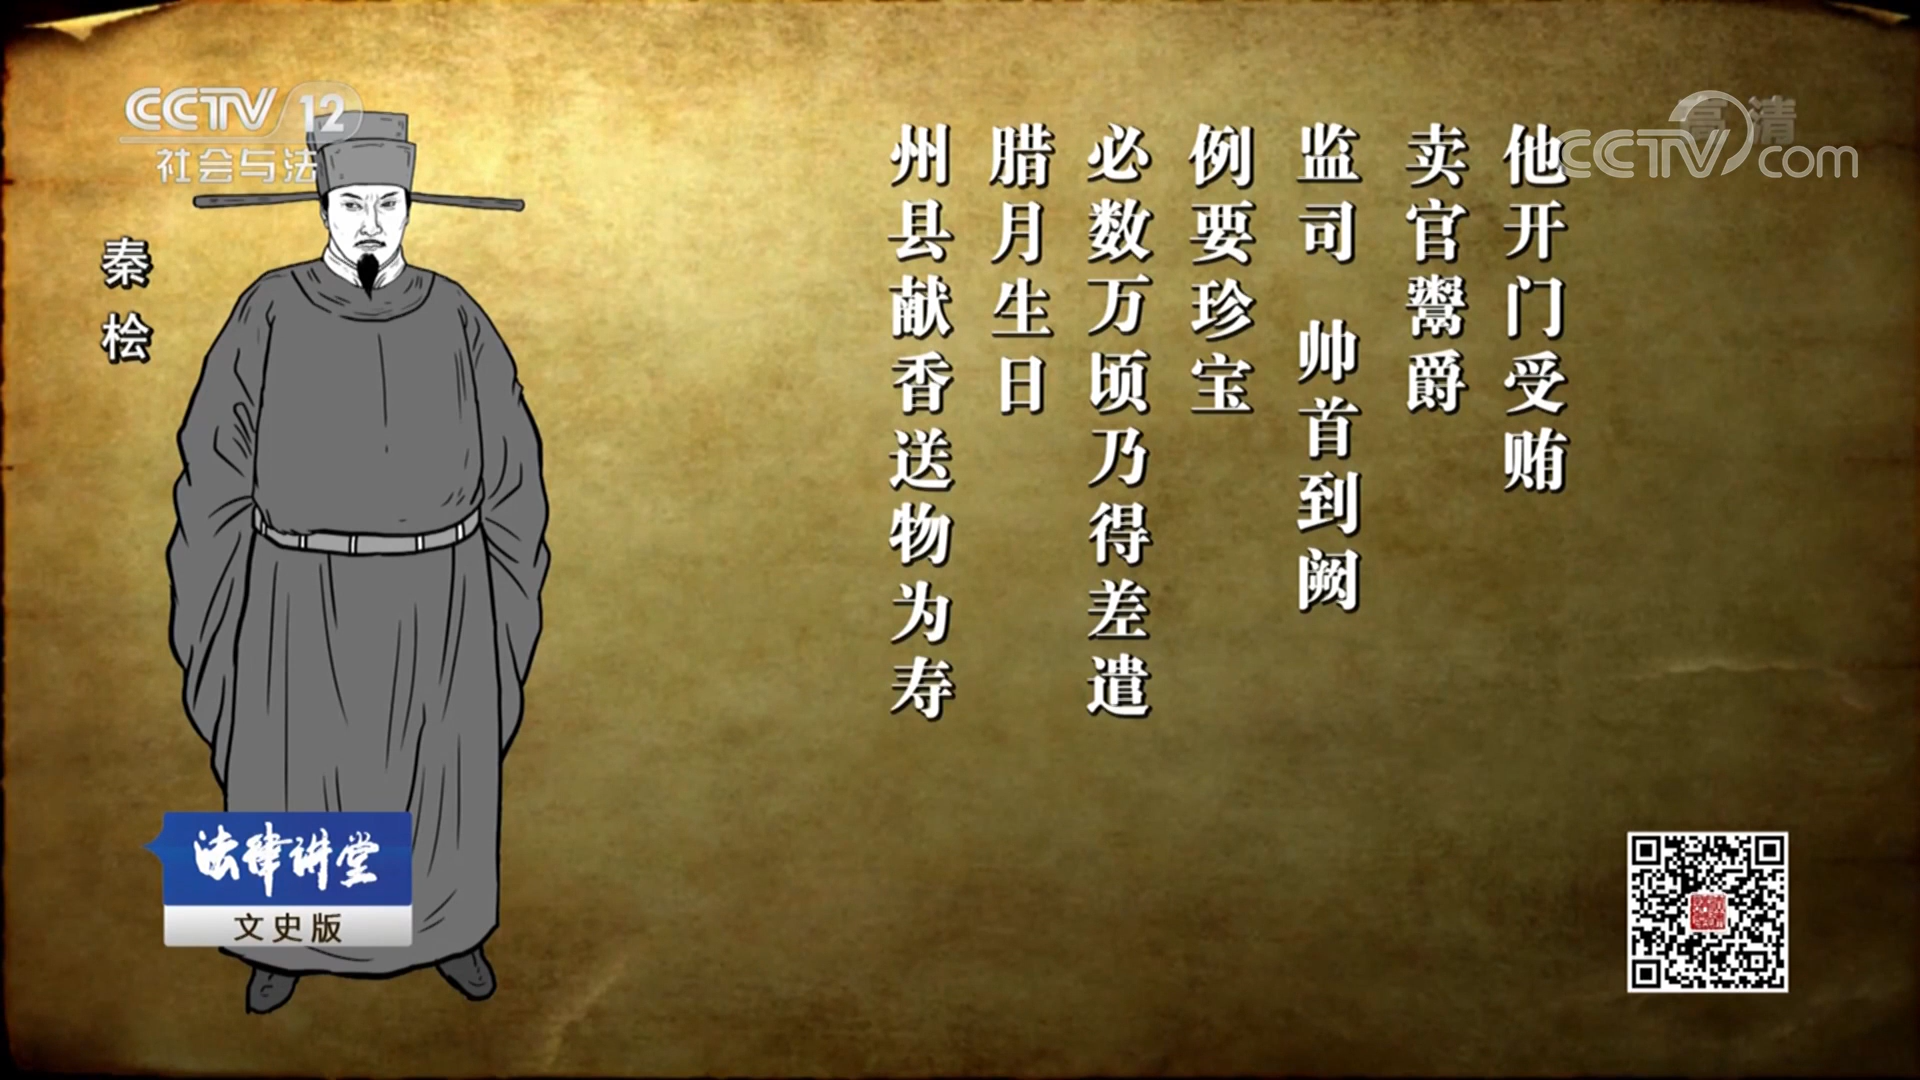 CCTV 12
社会与法
高清
CCTV.com
秦桧
他开门受贿
卖官鬻爵
监司 帅首到阙
例要珍宝
必数万顷乃得差遣
腊月生日
州县献香送物为寿
法律讲堂
文史版